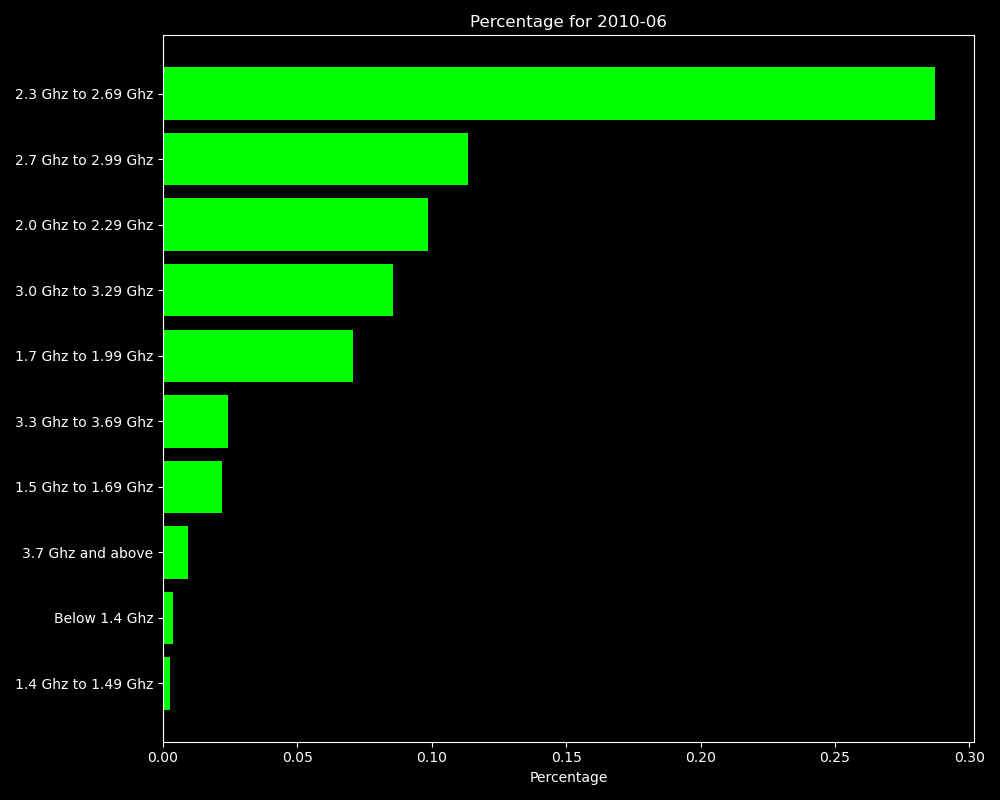 Percentage for 2010-06
2.3 Ghz to 2.69 Ghz
2.7 Ghz to 2.99 Ghz
2.0 Ghz to 2.29 Ghz
3.0 Ghz to 3.29 Ghz
1.7 Ghz to 1.99 Ghz
3.3 Ghz to 3.69 Ghz
1.5 Ghz to 1.69 Ghz
3.7 Ghz and above
Below 1.4 Ghz
1.4 Ghz to 1.49 Ghz
0.00 0.05 0.10 0.15 0.20 0.25 0.30
Percentage